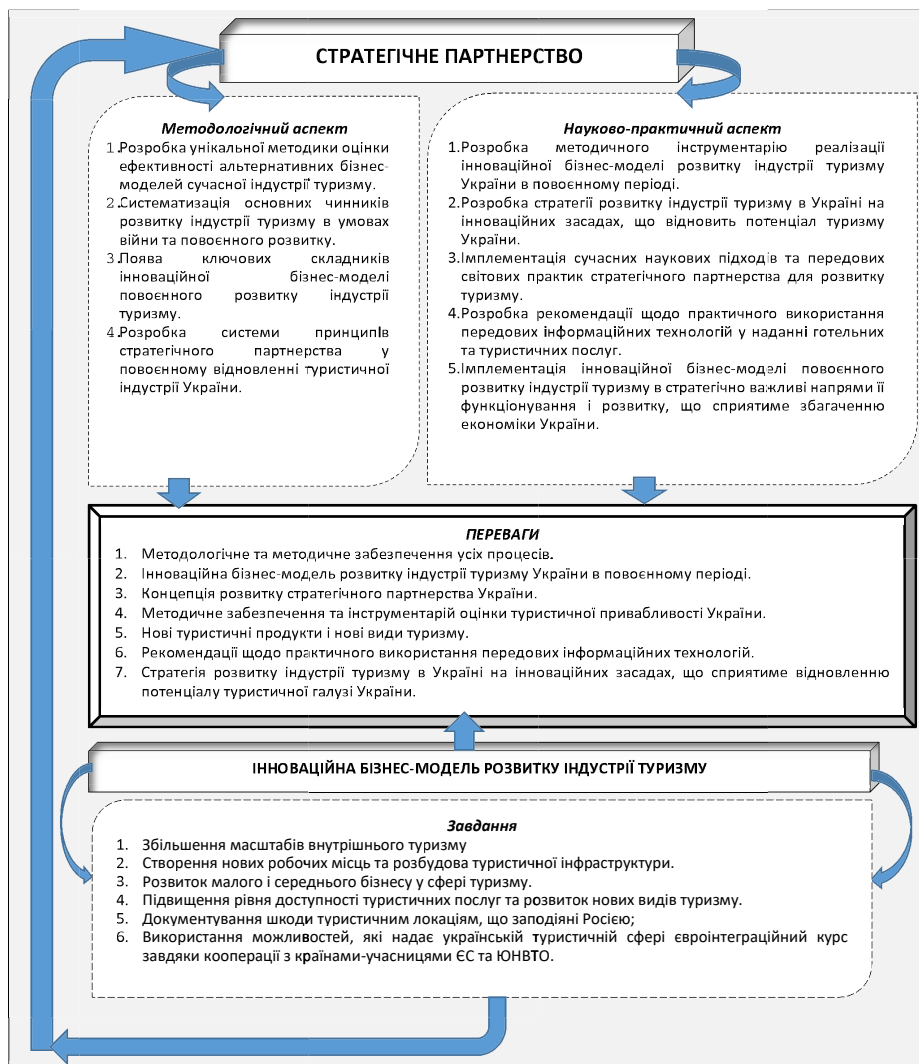 СТРАТЕГІЧНЕ ПАРТНЕРСТВО
Методологічний аспект
1.Розробка унікальної методики оцінки
ефективності альтернативних бізнес-
моделей сучасної індустрії туризму.
2.Систематизація основних чинників
розвитку індустрії туризму в умовах
війни та повоєнного розвитку.
3.Поява ключових складників
інноваційної бізнес-моделі
повоєнного розвитку індустрії
туризму.
4.Розробка системи принципів
стратегічного партнерства у
повоєнному відновленні туристичної
індустрії України.
Науково-практичний аспект
1.Розробка методичного інструментарію реалізації
інноваційної бізнес-моделі розвитку індустрії туризму
України в повоєнному періоді.
2.Розробка стратегії розвитку індустрії туризму в Україні на
інноваційних засадах, що відновить потенціал туризму
України.
3.Імплементація сучасних наукових підходів та передових
світових практик стратегічного партнерства для розвитку
туризму.
4.Розробка рекомендації щодо практичного використання
передових інформаційних технологій у наданні готельних
та туристичних послуг.
5.Імплементація інноваційної бізнес-моделі повоєнного
розвитку індустрії туризму в стратегічно важливі напрями її
функціонування і розвитку, що сприятиме збагаченню
економіки України.
ПЕРЕВАГИ
1. Методологічне та методичне забезпечення усіх процесів.
2. Інноваційна бізнес-модель розвитку індустрії туризму України в повоєнному періоді.
3. Концепція розвитку стратегічного партнерства України.
4. Методичне забезпечення та інструментарій оцінки туристичної привабливості України.
5. Нові туристичні продукти і нові види туризму.
6. Рекомендації щодо практичного використання передових інформаційних технологій.
7. Стратегія розвитку індустрії туризму в Україні на інноваційних засадах, що сприятиме відновленню
потенціалу туристичної галузі України.
ІННОВАЦІЙНА БІЗНЕС-МОДЕЛЬ РОЗВИТКУ ІНДУСТРІЇ ТУРИЗМУ
Завдання
1. Збільшення масштабів внутрішнього туризму
2. Створення нових робочих місць та розбудова туристичної інфраструктури.
3. Розвиток малого і середнього бізнесу у сфері туризму.
4. Підвищення рівня доступності туристичних послуг та розвиток нових видів туризму.
5. Документування шкоди туристичним локаціям, що заподіяні Росією;
6. Використання можливостей, які надає українській туристичній сфері євроінтеграційний курс
завдяки кооперації з країнами-учасницями ЄС та ЮНВТО.